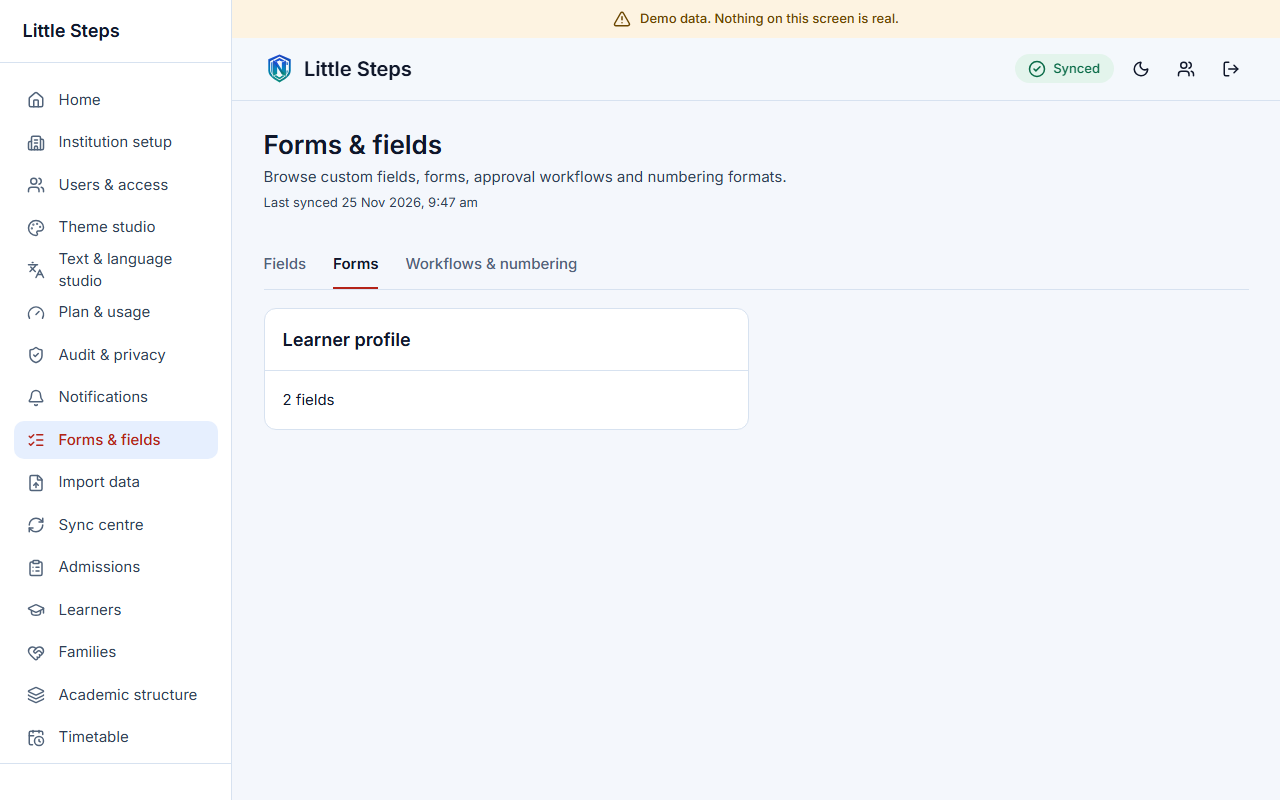 Little Steps
Home
Institution setup
Users & access
Theme studio
Text & language
studio
Plan & usage
Audit & privacy
Notifications
Forms & fields
Import data
Sync centre
Admissions
Learners
Families
Academic structure
Timetable
Demo data. Nothing on this screen is real.
Little Steps
Synced
Forms & fields
Browse custom fields, forms, approval workflows and numbering formats.
Last synced 25 Nov 2026, 9:47 am
Fields
Forms
Workflows & numbering
Learner profile
2 fields